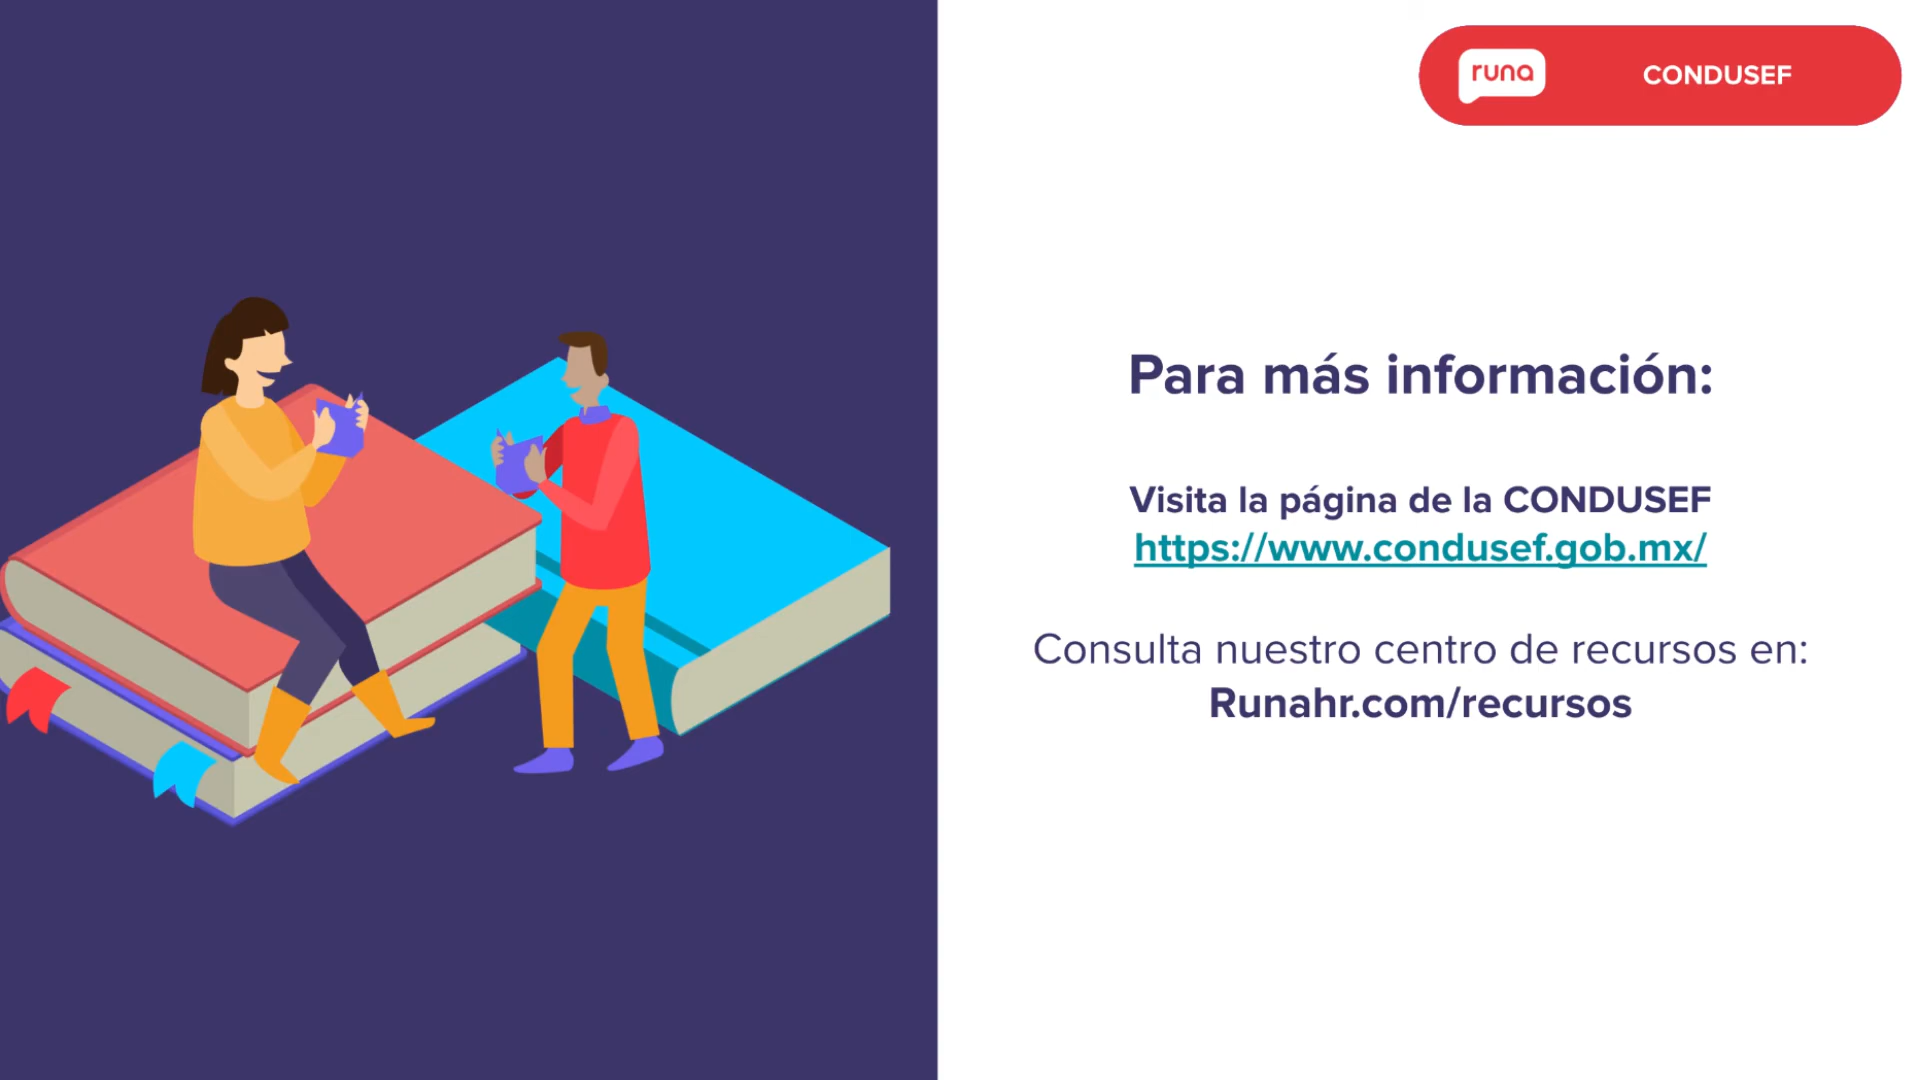 runa
CONDUSEF
Para más información:
Visita la página de la CONDUSEF
https://www.condusef.gob.mx/
Consulta nuestro centro de recursos en:
Runahr.com/recursos